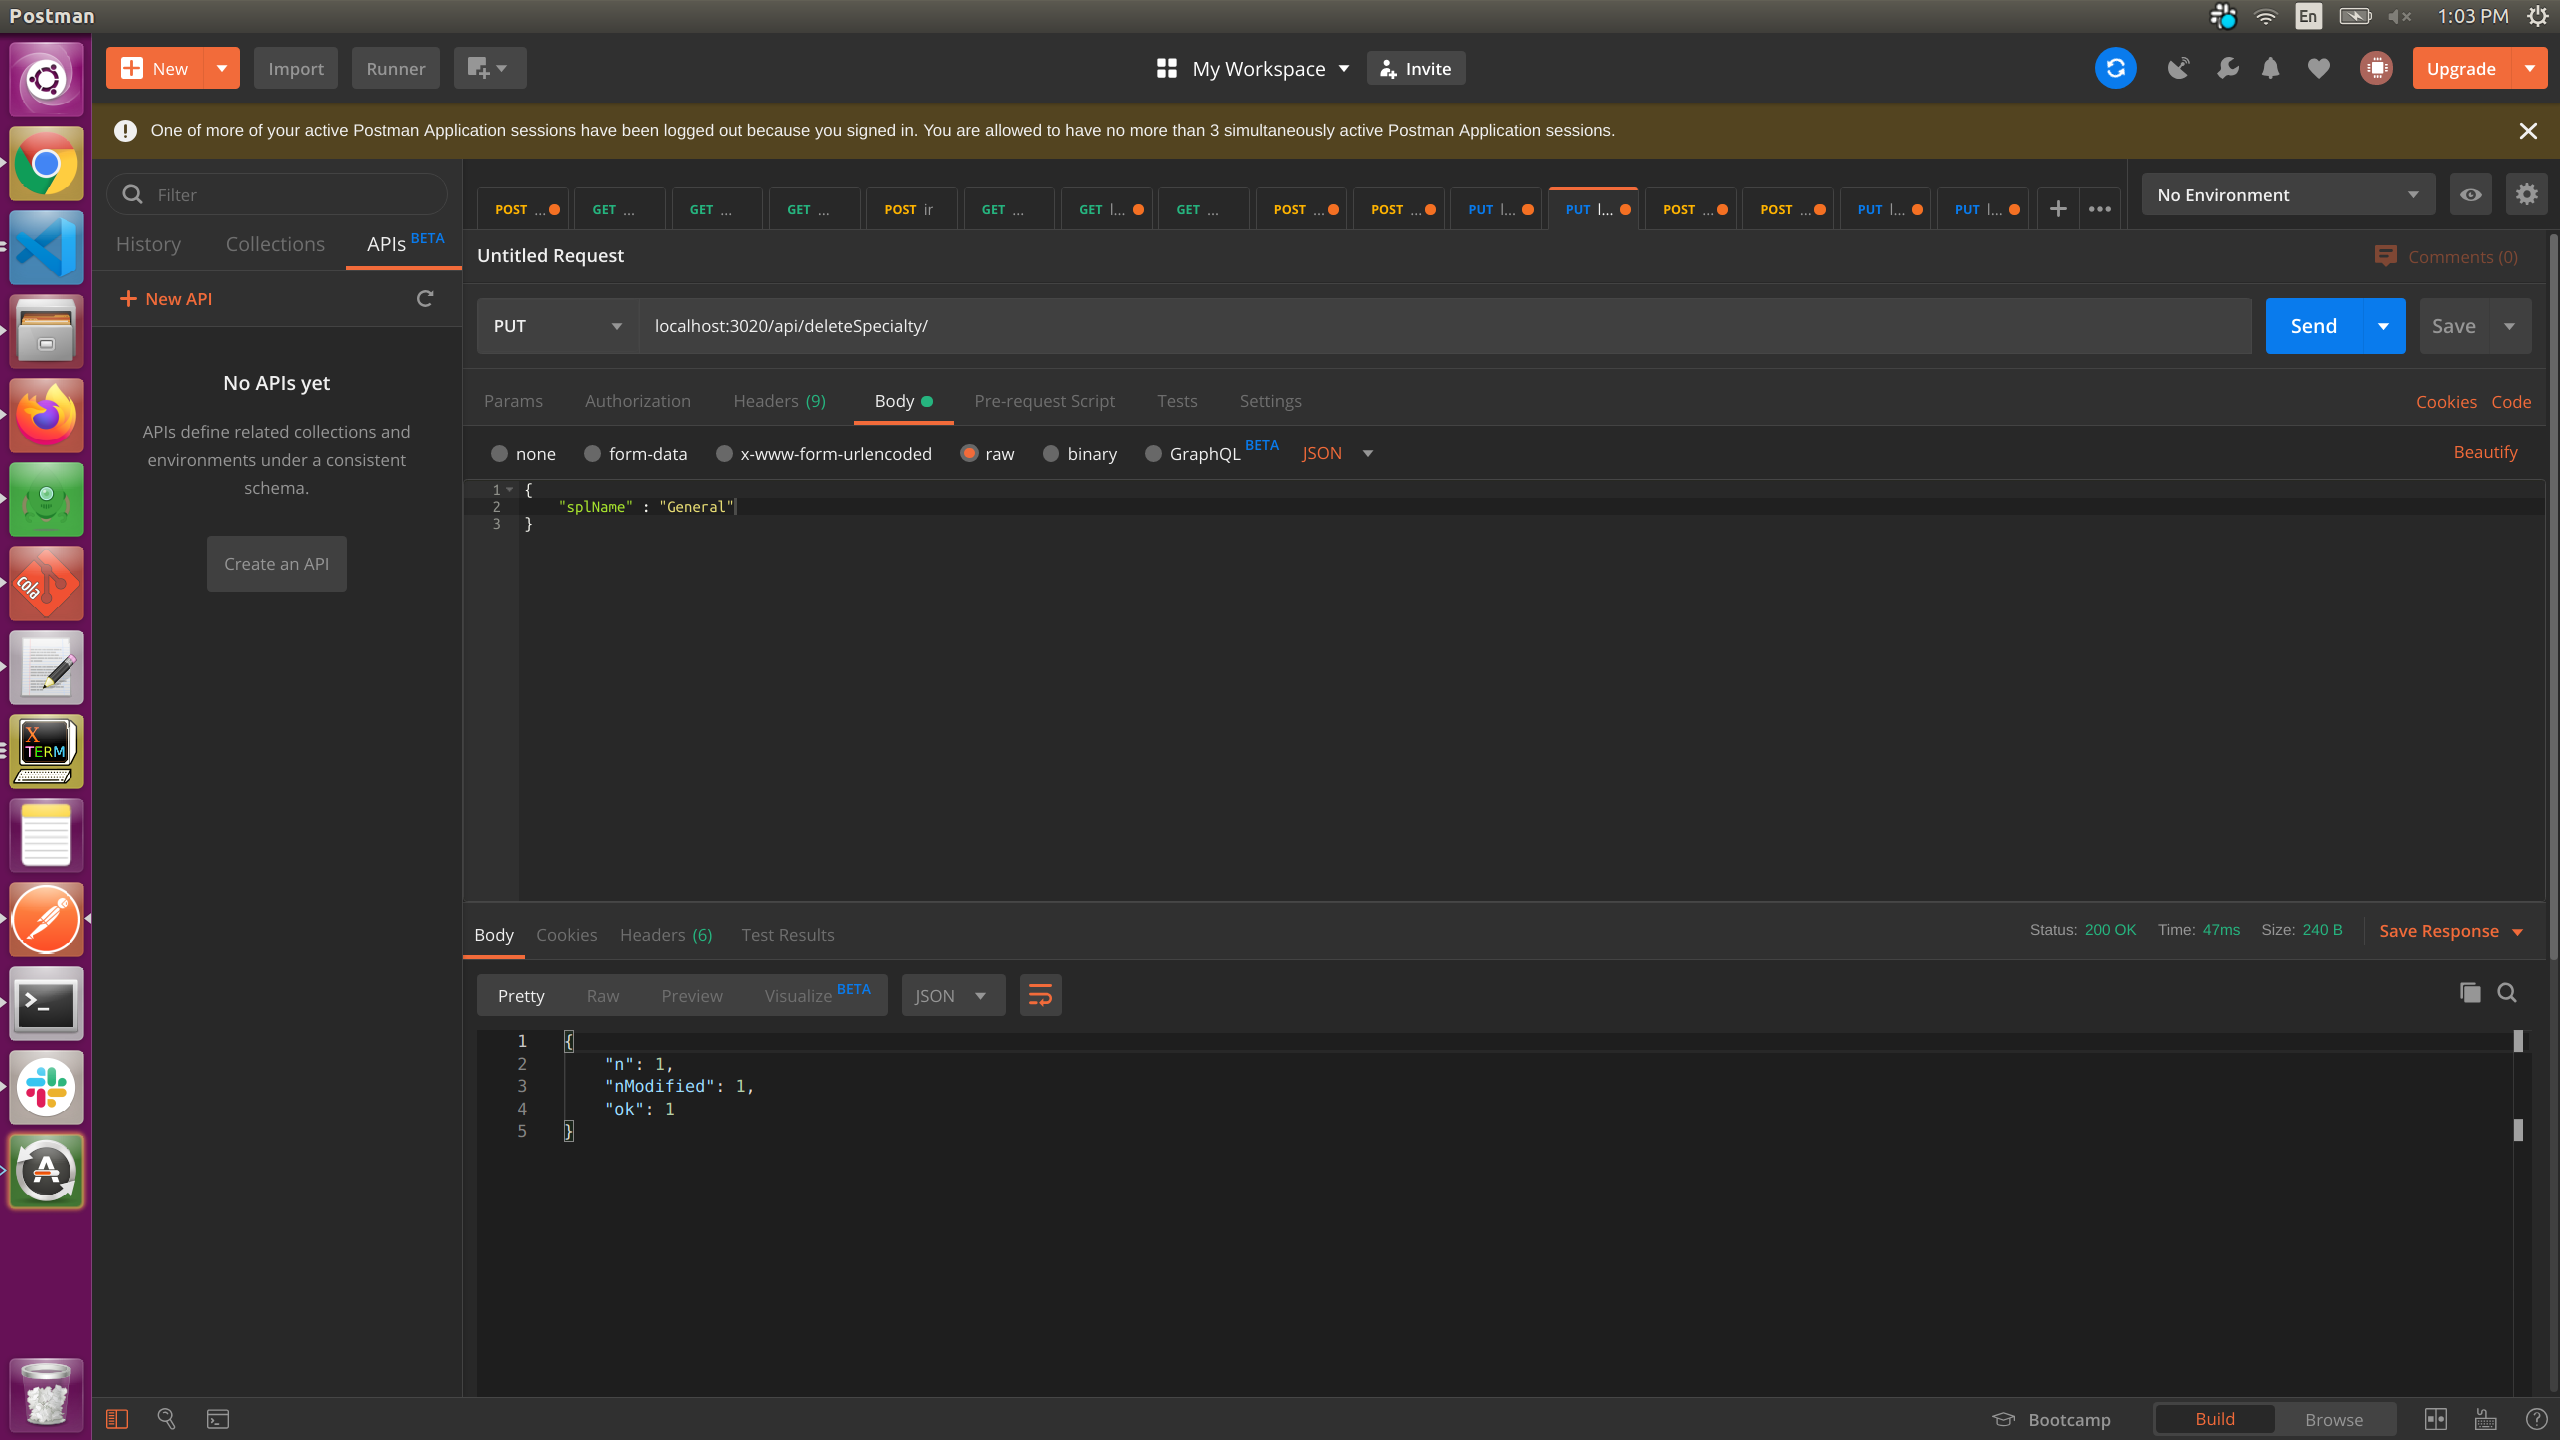 Postman
En
1:03 PM
New
Import
Runner
My Workspace
Invite
Upgrade
One of more of your active Postman Application sessions have been logged out because you signed in. You are allowed to have no more than 3 simultaneously active Postman Application sessions.
Filter
POST ...
GET ...
GET ...
GET ...
POST ir
GET ...
GET l...
GET ...
POST ...
POST ...
PUT l...
PUT l...
POST ...
POST ...
PUT l...
PUT l...
No Environment
History
Collections
APIs BETA
Untitled Request
Comments (0)
New API
PUT
localhost:3020/api/deleteSpecialty/
Send
Save
No APIs yet
APIs define related collections and
environments under a consistent
schema.
Create an API
Params
Authorization
Headers (9)
Body
Pre-request Script
Tests
Settings
Cookies
Code
none
form-data
x-www-form-urlencoded
raw
binary
GraphQL BETA
JSON
Beautify
1 {
2 "splName" : "General"
3 }
cola
X
TERM
Body
Cookies
Headers (6)
Test Results
Status: 200 OK
Time: 47ms
Size: 240 B
Save Response
Pretty
Raw
Preview
Visualize BETA
JSON
1 {
2 "n": 1,
3 "nModified": 1,
4 "ok": 1
5 }
A
Bootcamp
Build
Browse